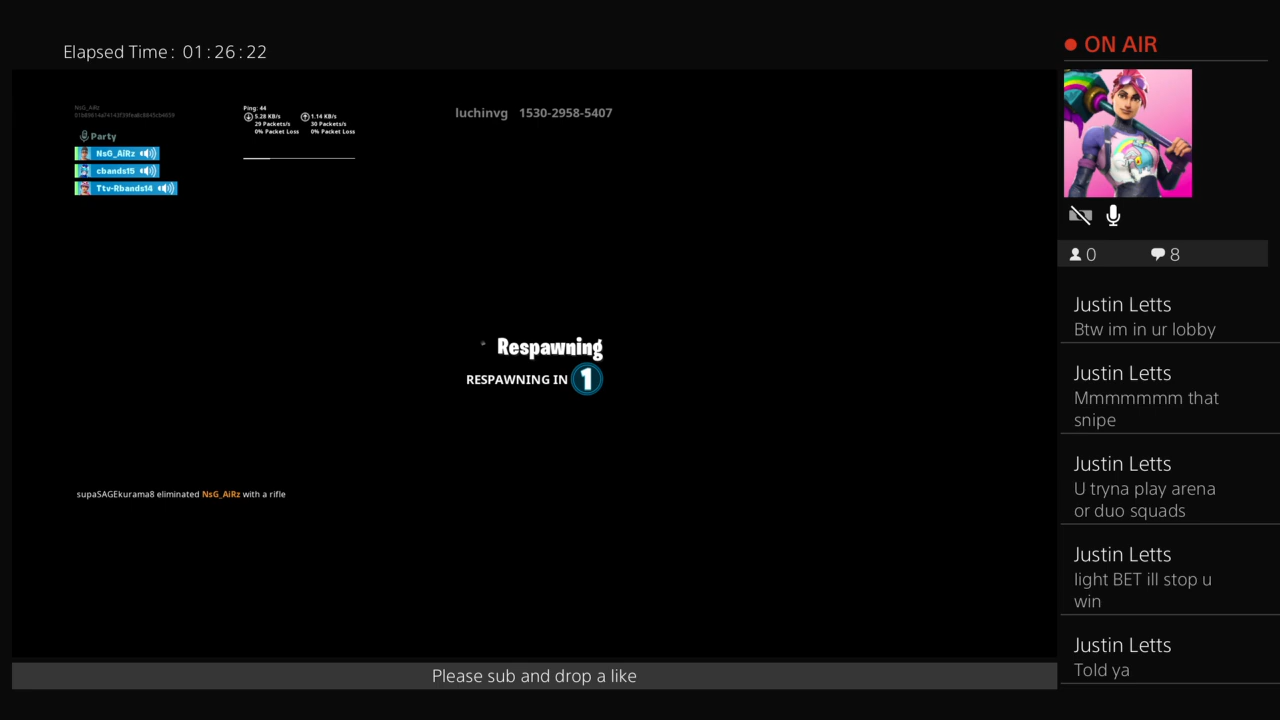 Elapsed Time: 01:26:22
ON AIR
NsG_AiRz
Ping: 44
5.28 KB/s 1.14 KB/s
29 Packets/s 30 Packets/s
0% Packet Loss 0% Packet Loss
luchinvg 1530-2958-5407
Party
NsG_AiRz
cbands15
Ttv-Rbands14
0 8
Respawning
RESPAWNING IN 1
supaSAGEkurama8 eliminated NsG_AiRz with a rifle
Justin Letts
Btw im in ur lobby
Justin Letts
Mmmmmmm that
snipe
Justin Letts
U tryna play arena
or duo squads
Justin Letts
light BET ill stop u
win
Justin Letts
Told ya
Please sub and drop a like